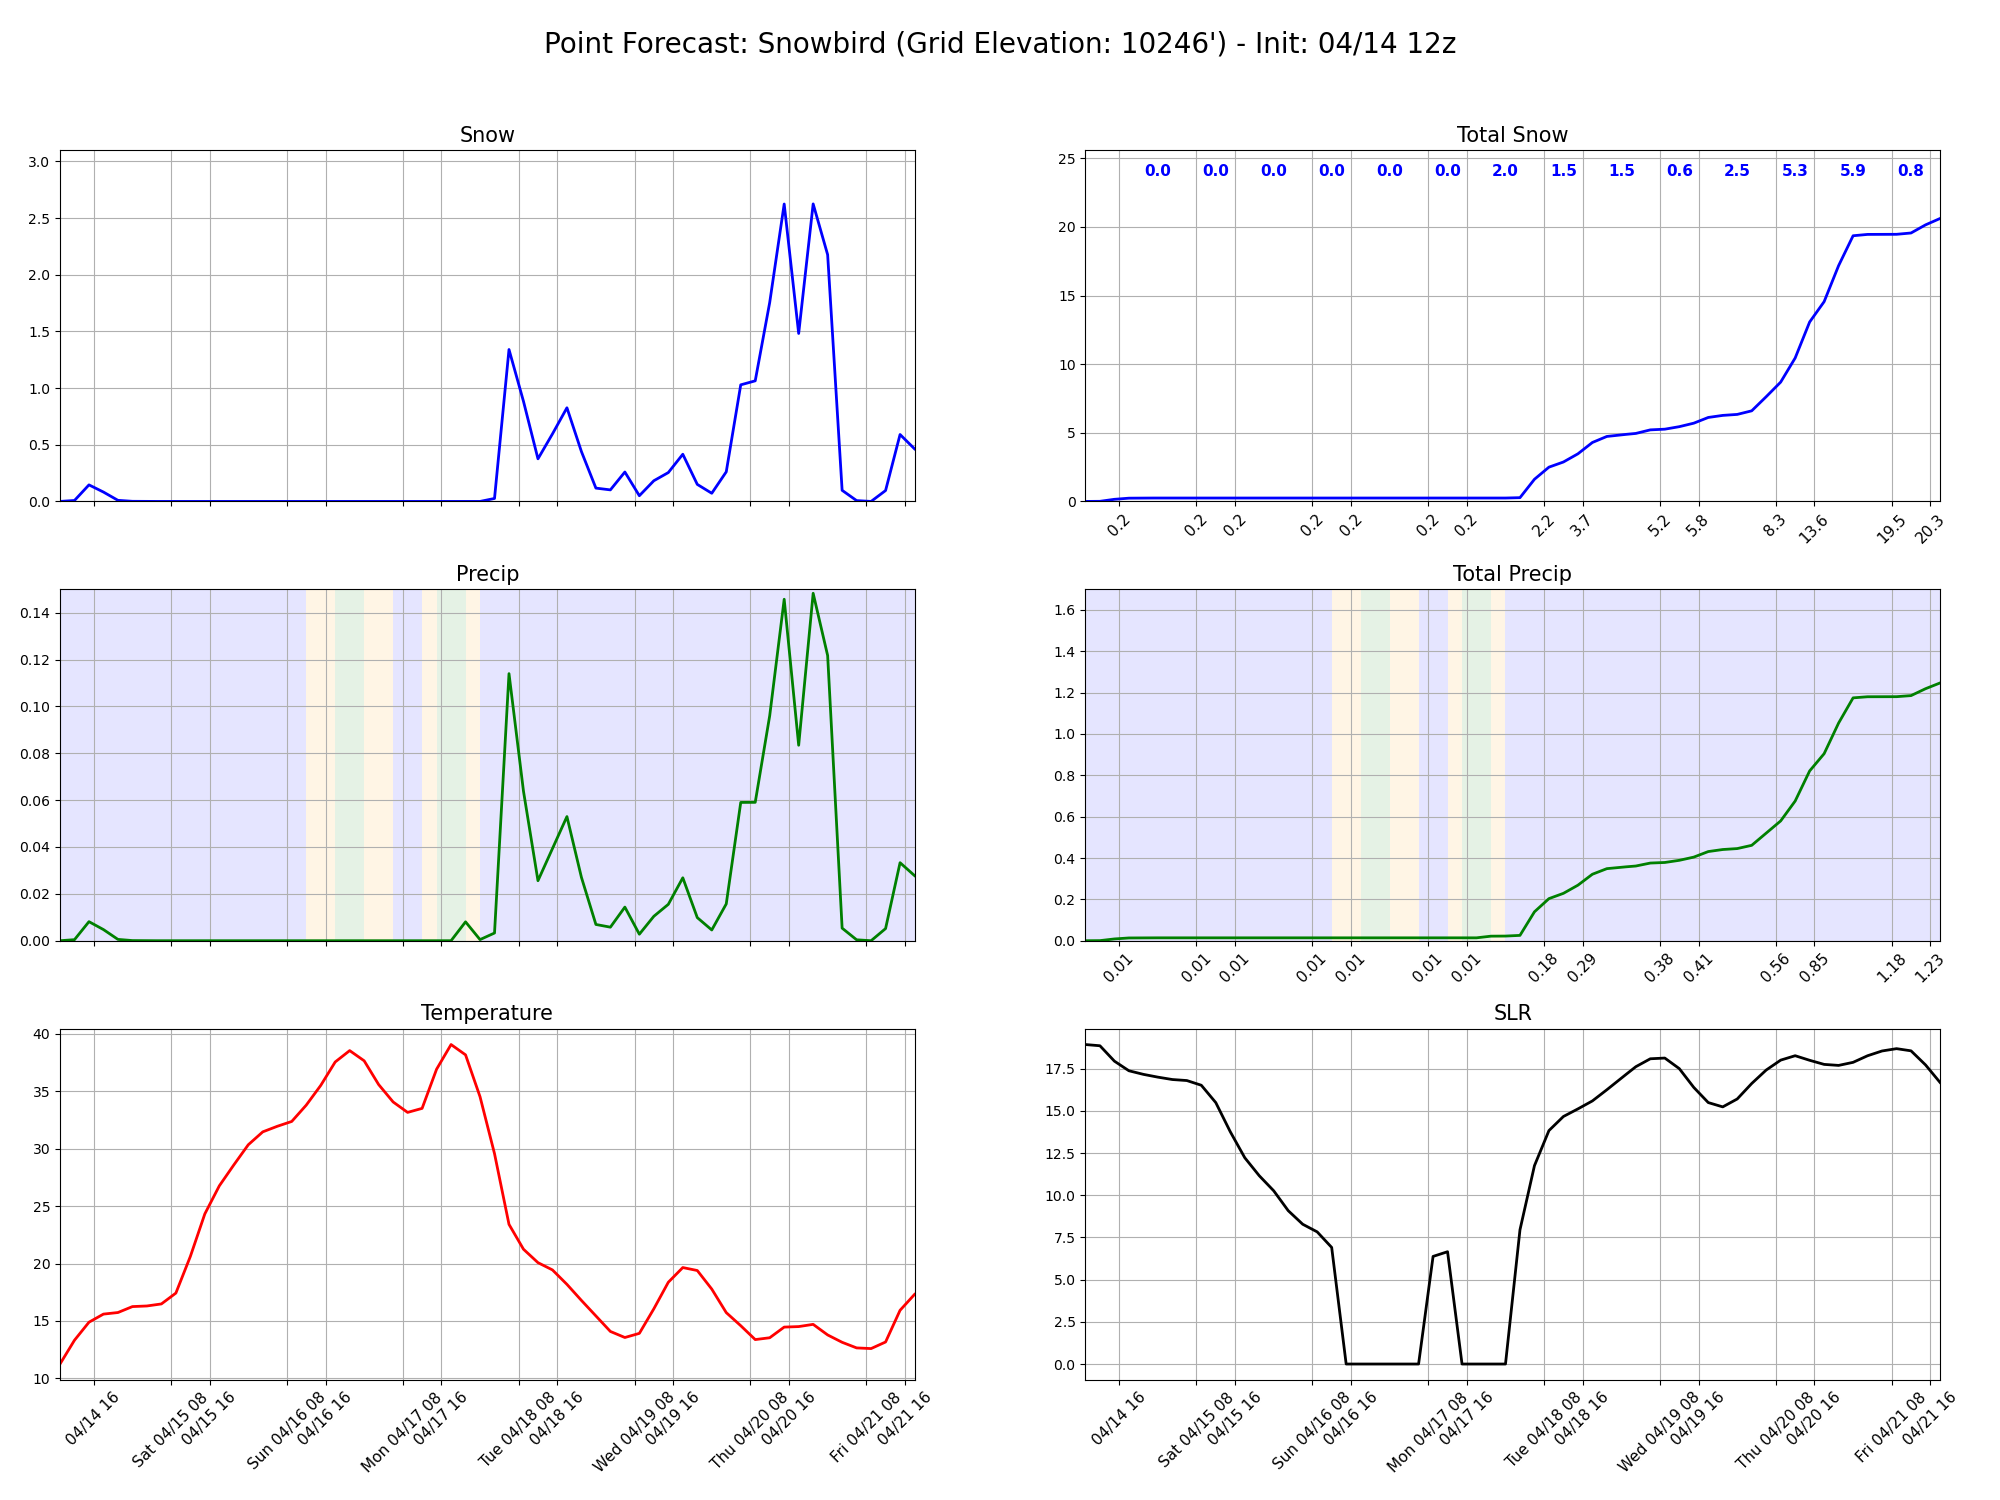 Point Forecast: Snowbird (Grid Elevation: 10246') - Init: 04/14 12z
Snow
3.0
2.5
2.0
1.5
1.0
0.5
0.0
Total Snow
25
20
15
10
5
0
0.0 0.0 0.0 0.0 0.0 0.0 2.0 1.5 1.5 0.6 2.5 5.3 5.9 0.8
0.2 0.2 0.2 0.2 0.2 0.2 0.2 2.2 3.7 5.2 5.8 8.3 13.6 19.5 20.3
Precip
0.14
0.12
0.10
0.08
0.06
0.04
0.02
0.00
Total Precip
1.6
1.4
1.2
1.0
0.8
0.6
0.4
0.2
0.0
0.01 0.01 0.01 0.01 0.01 0.01 0.01 0.18 0.29 0.38 0.41 0.56 0.85 1.18 1.23
Temperature
40
35
30
25
20
15
10
04/14 16
Sat 04/15 08
04/15 16
Sun 04/16 08
04/16 16
Mon 04/17 08
04/17 16
Tue 04/18 08
04/18 16
Wed 04/19 08
04/19 16
Thu 04/20 08
04/20 16
Fri 04/21 08
04/21 16
SLR
17.5
15.0
12.5
10.0
7.5
5.0
2.5
0.0
04/14 16
Sat 04/15 08
04/15 16
Sun 04/16 08
04/16 16
Mon 04/17 08
04/17 16
Tue 04/18 08
04/18 16
Wed 04/19 08
04/19 16
Thu 04/20 08
04/20 16
Fri 04/21 08
04/21 16